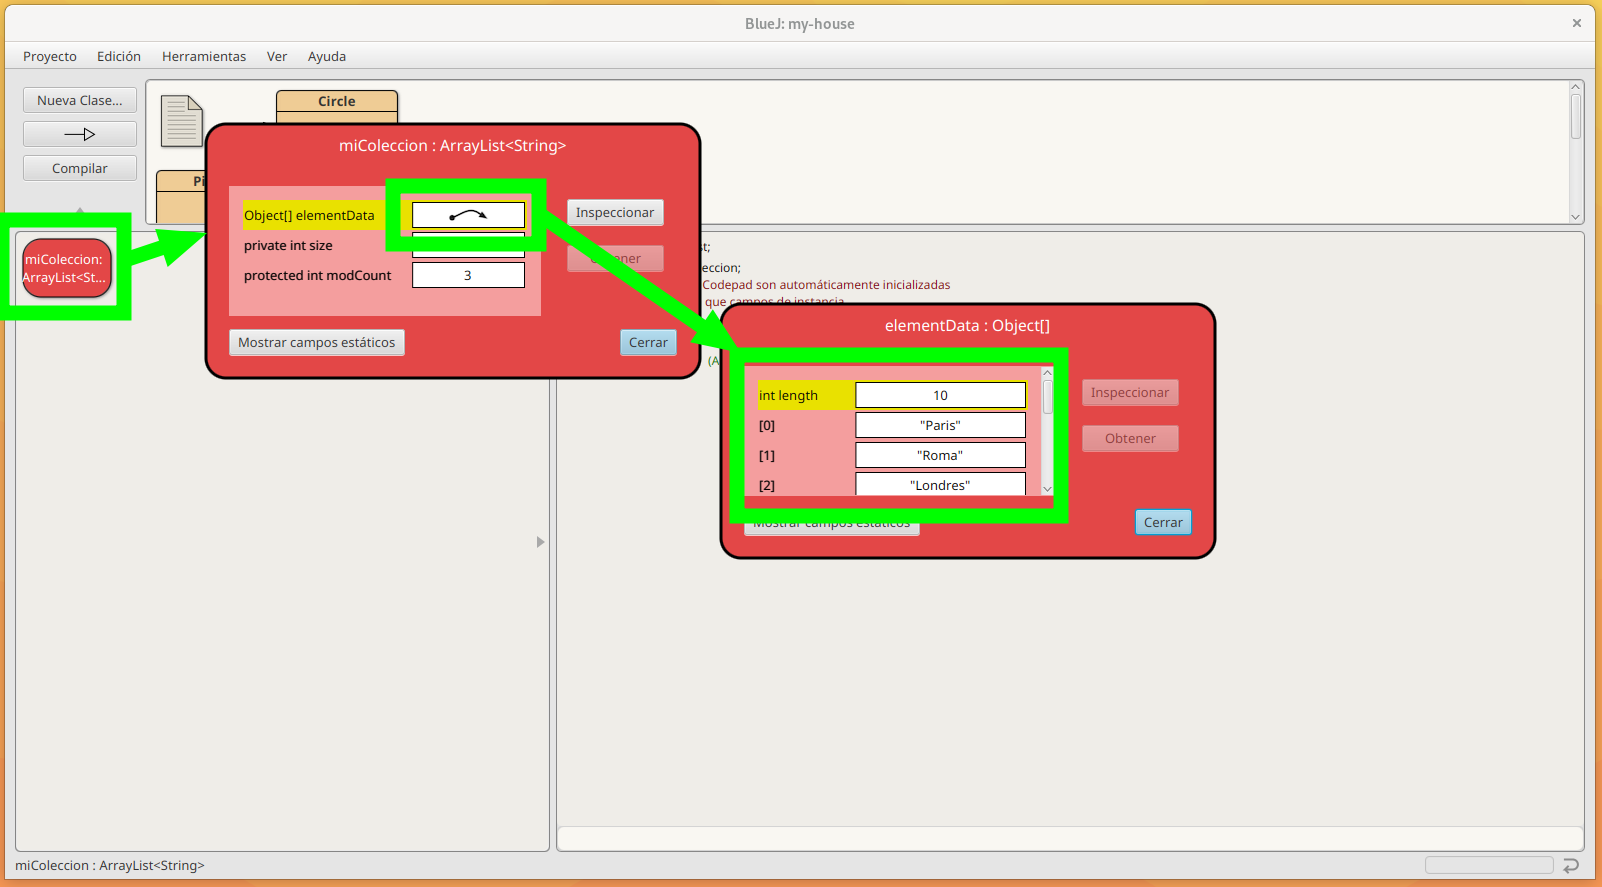 BlueJ: my-house
Proyecto Edición Herramientas Ver Ayuda
Nueva Clase...
Compilar
Circle
Pi
miColeccion:
ArrayList<St...
miColeccion : ArrayList<String>
Object[] elementData
private int size
protected int modCount 3
Inspeccionar
Mostrar campos estáticos
Cerrar
st;
eccion;
Codepad son automáticamente inicializadas
que campos de instancia
(A
elementData : Object[]
int length 10
[0] "Paris"
[1] "Roma"
[2] "Londres"
Inspeccionar
Obtener
Mostrar campos estáticos
Cerrar
miColeccion : ArrayList<String>